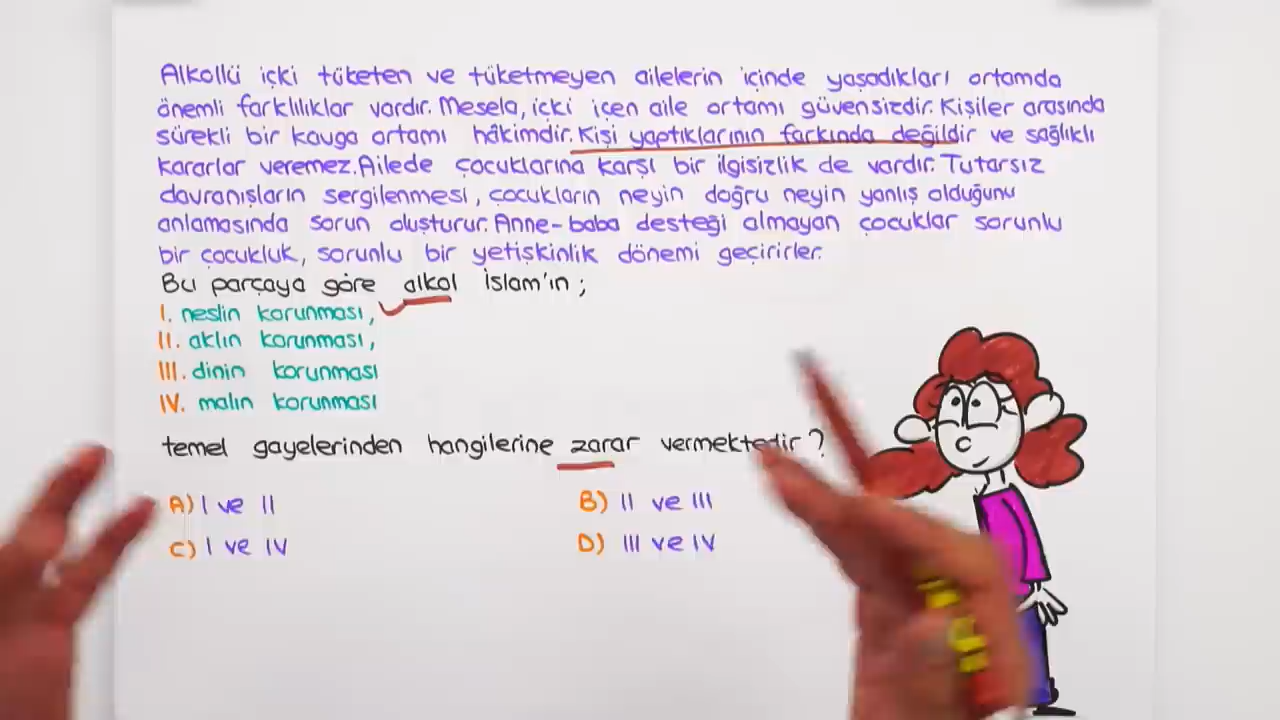 Alkollü içki tüketen ve tüketmeyen ailelerin içinde yaşadıkları ortamda
önemli farklılıklar vardır. Mesela, içki içen aile ortamı güvensizdir. Kişiler arasında
sürekli bir kavga ortamı hâkimdir. Kişi yaptıklarının farkında değildir ve sağlıklı
kararlar veremez. Ailede çocuklarına karşı bir ilgisizlik de vardır. Tutarsız
davranışların sergilenmesi, çocukların neyin doğru neyin yanlış olduğunu
anlamasında sorun oluşturur. Anne-baba desteği almayan çocuklar sorunlu
bir çocukluk, sorunlu bir yetişkinlik dönemi geçirirler.
Bu parçaya göre alkol İslam'ın;
I. neslin korunması,
II. aklın korunması,
III. dinin korunması
IV. malın korunması
temel gayelerinden hangilerine zarar vermektedir?
A) I ve II
B) II ve III
C) I ve IV
D) III ve IV